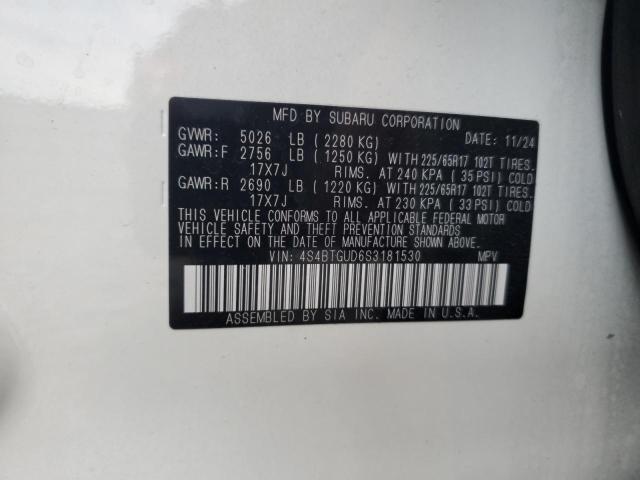 MFD BY SUBARU CORPORATION
GVWR: 5026 LB ( 2280 KG) DATE: 11/24
GAWR:F 2756 LB ( 1250 KG) WITH 225/65R17 102T TIRES.
17X7J RIMS. AT 240 KPA ( 35 PSI) COLD
GAWR:R 2690 LB ( 1220 KG) WITH 225/65R17 102T TIRES.
17X7J RIMS. AT 230 KPA ( 33 PSI) COLD
THIS VEHICLE CONFORMS TO ALL APPLICABLE FEDERAL MOTOR
VEHICLE SAFETY AND THEFT PREVENTION STANDARDS
IN EFFECT ON THE DATE OF MANUFACTURE SHOWN ABOVE.
VIN: 4S4BTGUD6S3181530 MPV
ASSEMBLED BY SIA INC. MADE IN U.S.A.